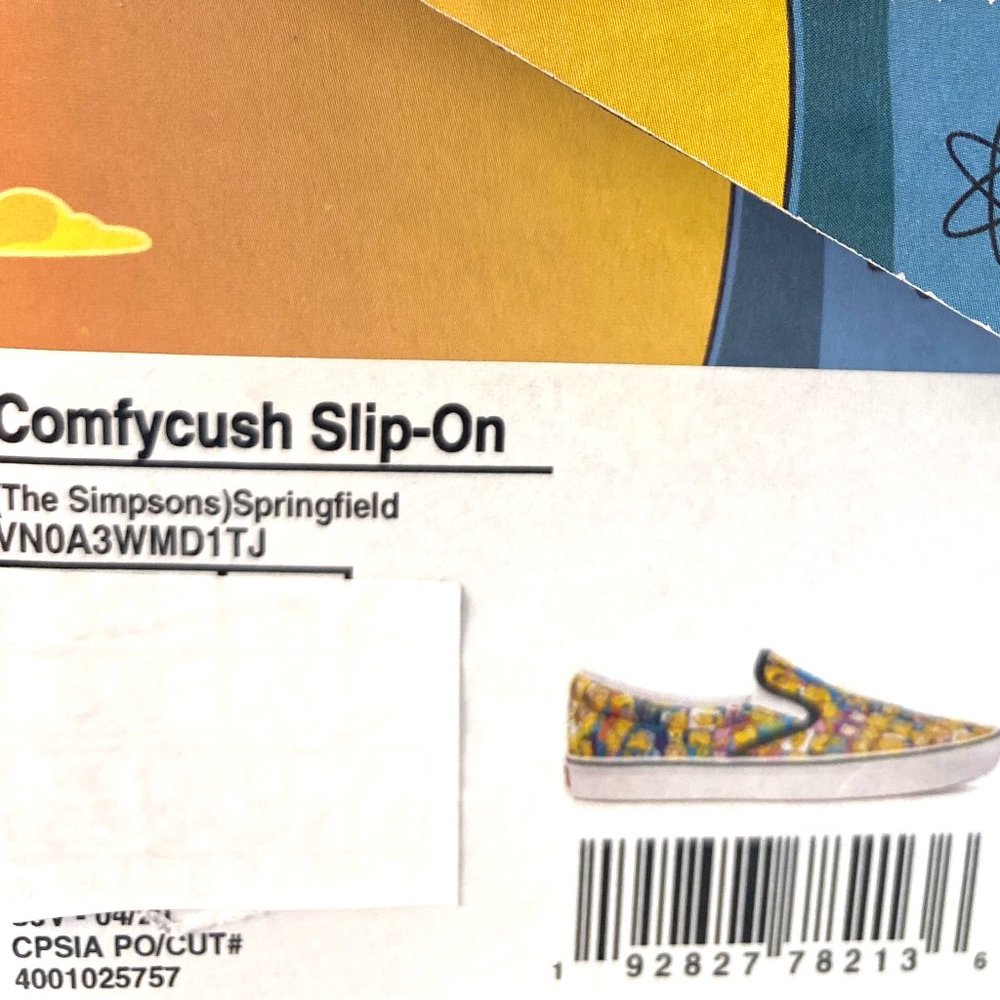 Comfycush Slip-On
(The Simpsons)Springfield
VN0A3WMD1TJ
CPSIA PO/CUT#
4001025757
1 92827 78213 6